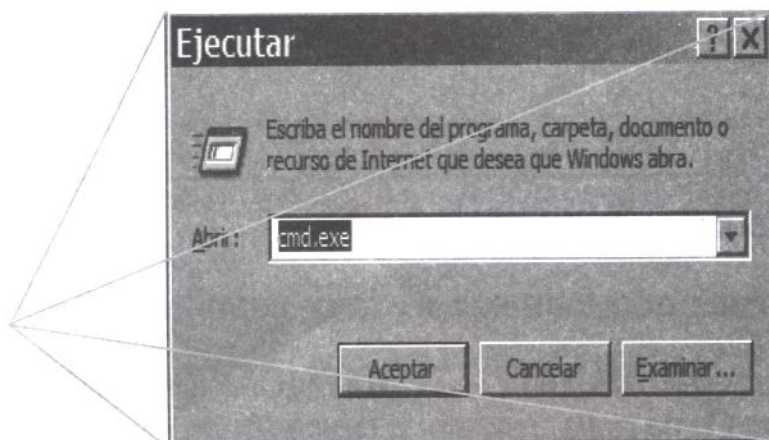 Ejecutar
Escriba el nombre del programa, carpeta, documento o
recurso de Internet que desea que Windows abra.
Abrir: cmd.exe
Aceptar Cancelar Examinar...